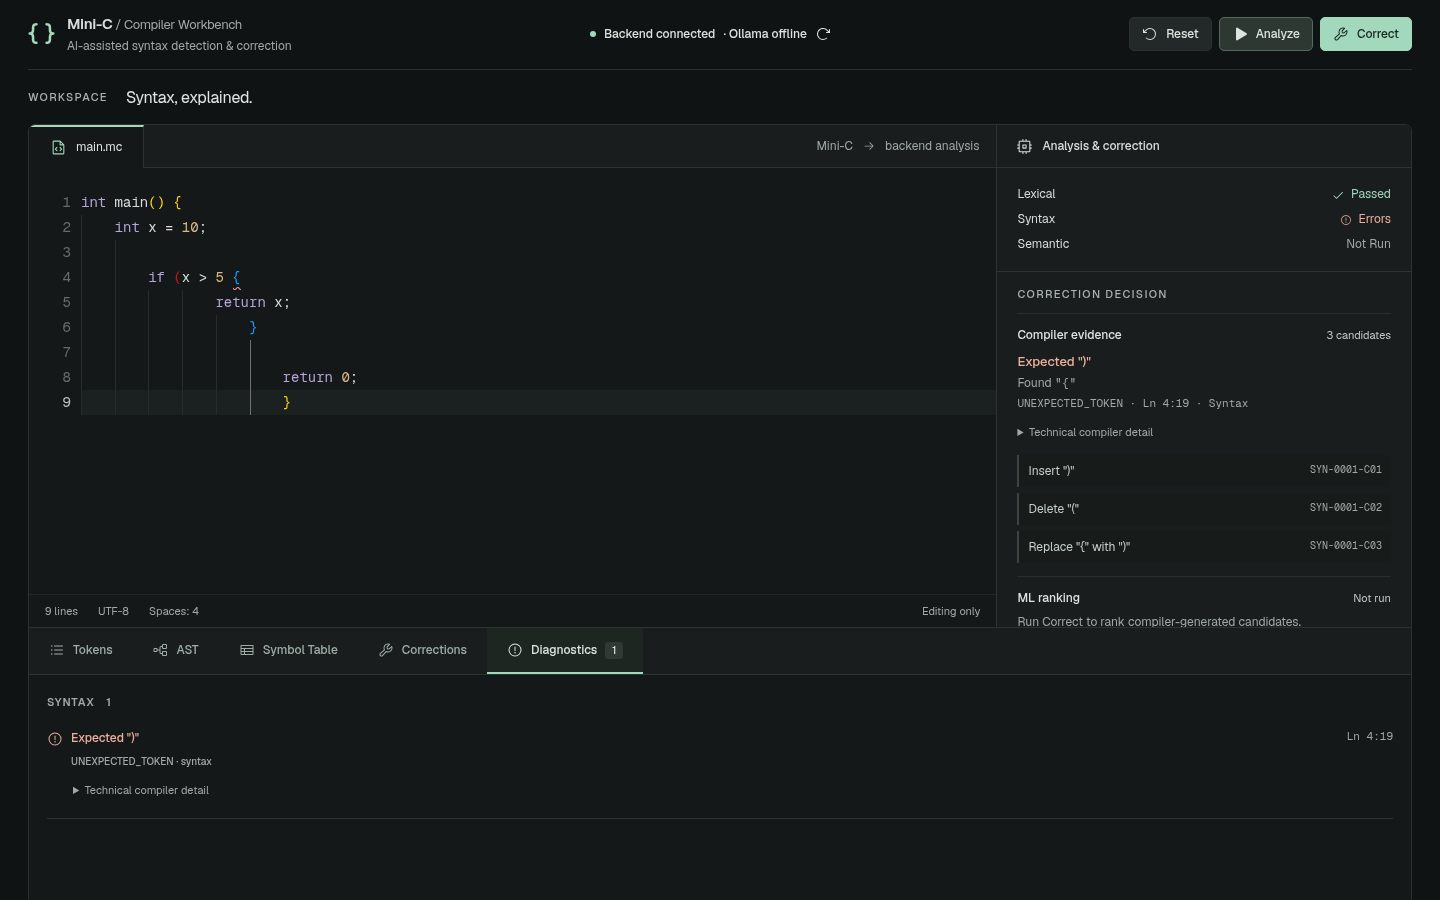 { } Mini-C / Compiler Workbench
AI-assisted syntax detection & correction
Backend connected · Ollama offline
Reset
Analyze
Correct
WORKSPACE Syntax, explained.
main.mc
Mini-C → backend analysis
1 int main() {
2     int x = 10;
3
4         if (x > 5 {
5                 return x;
6                     }
7
8                         return 0;
9                         }
9 lines UTF-8 Spaces: 4
Editing only
Analysis & correction
Lexical Passed
Syntax Errors
Semantic Not Run
CORRECTION DECISION
Compiler evidence 3 candidates
Expected ")"
Found "{"
UNEXPECTED_TOKEN · Ln 4:19 · Syntax
▶ Technical compiler detail
Insert ")" SYN-0001-C01
Delete "(" SYN-0001-C02
Replace "{" with ")" SYN-0001-C03
ML ranking Not run
Run Correct to rank compiler-generated candidates.
Tokens
AST
Symbol Table
Corrections
Diagnostics 1
SYNTAX 1
Expected ")" Ln 4:19
UNEXPECTED_TOKEN · syntax
▶ Technical compiler detail